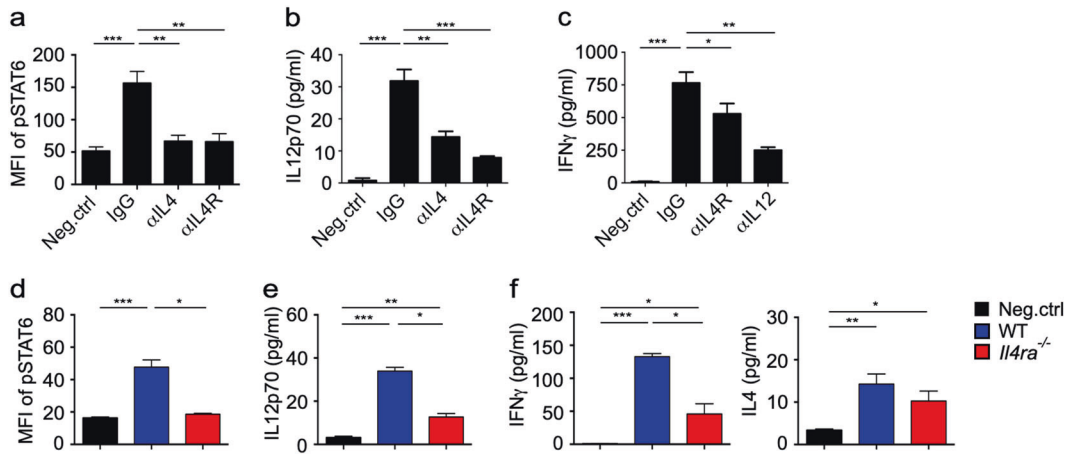 a
MFI of pSTAT6
200
150
100
50
0
*** ** **
Neg.ctrl IgG αIL4 αIL4R
b
IL12p70 (pg/ml)
40
30
20
10
0
*** ** ***
Neg.ctrl IgG αIL4 αIL4R
c
IFNγ (pg/ml)
1000
750
500
250
0
*** * **
Neg.ctrl IgG αIL4R αIL12
d
MFI of pSTAT6
80
60
40
20
0
*** *
e
IL12p70 (pg/ml)
60
40
20
0
**
*** *
f
IFNγ (pg/ml)
200
150
100
50
0
*
*** *
IL4 (pg/ml)
30
20
10
0
*
**
Neg.ctrl
WT
Il4ra-/-